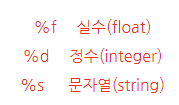 %f 실수(float)
%d 정수(integer)
%s 문자열(string)